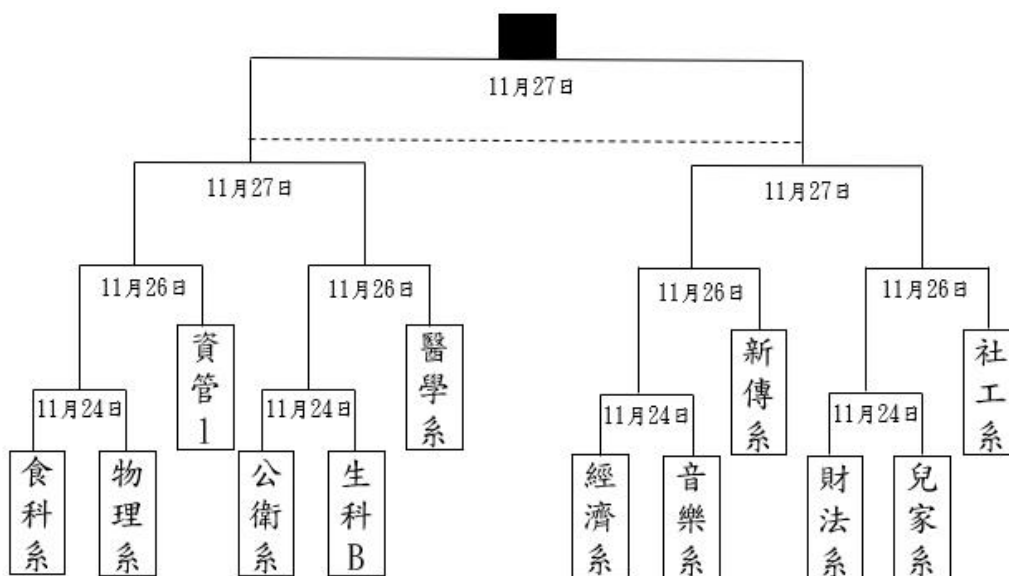 11月27日
11月27日
11月27日
11月26日
11月26日
11月26日
11月26日
資管1
醫學系
新傳系
社工系
11月24日
11月24日
11月24日
11月24日
食科系
物理系
公衛系
生科B
經濟系
音樂系
財法系
兒家系